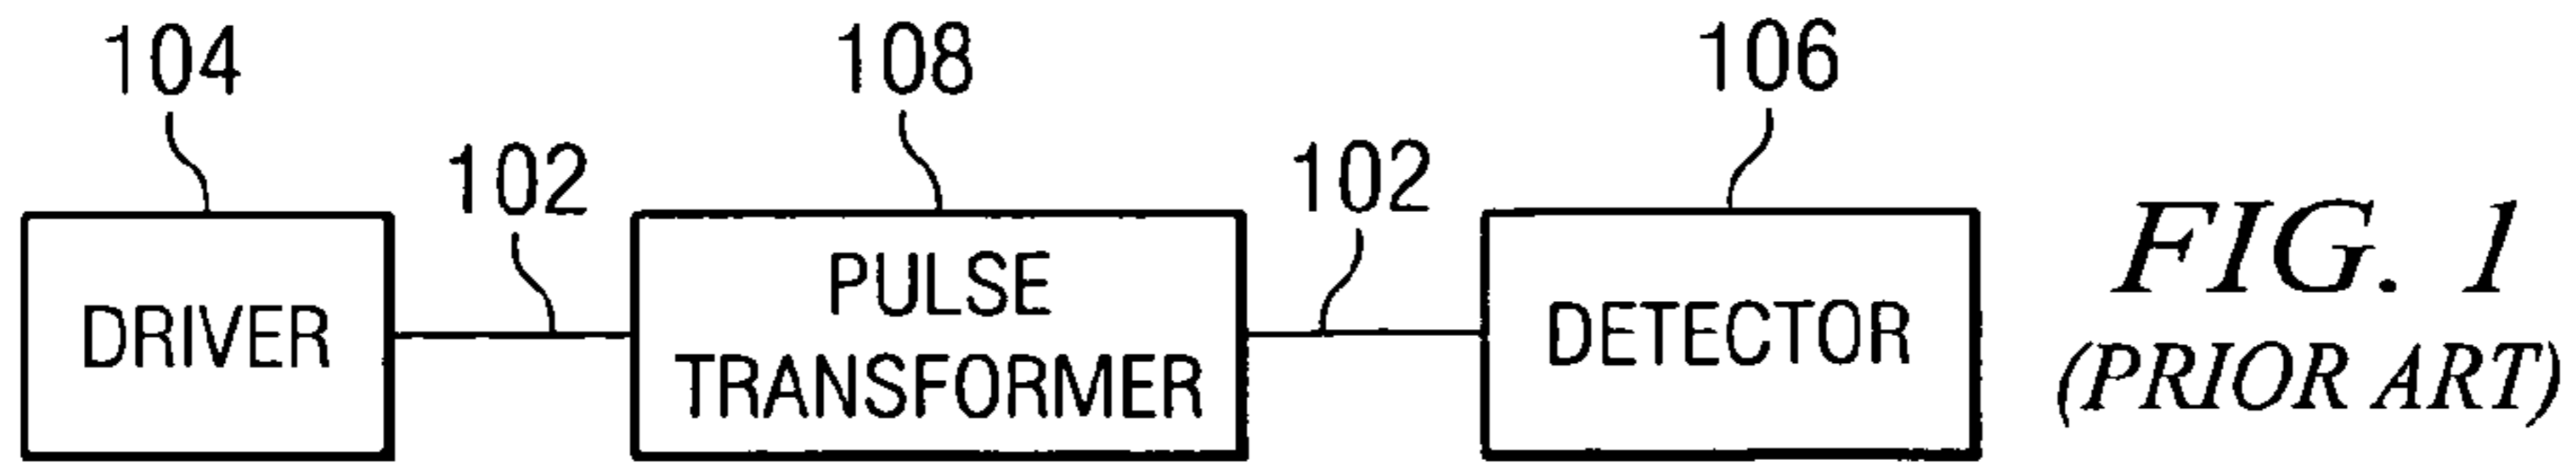 104
108
106
102
102
DRIVER
PULSE
TRANSFORMER
DETECTOR
FIG. 1
(PRIOR ART)